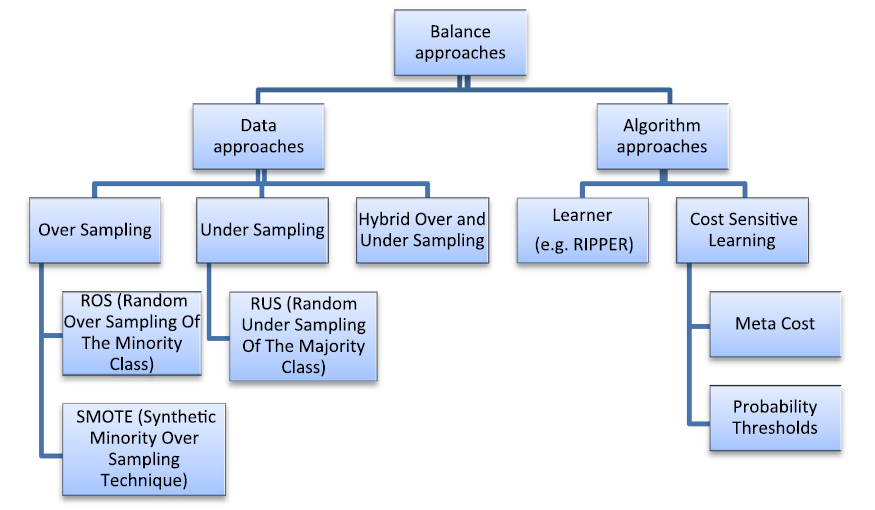 Balance
approaches
Data
approaches
Algorithm
approaches
Over Sampling
Under Sampling
Hybrid Over and
Under Sampling
Learner
(e.g. RIPPER)
Cost Sensitive
Learning
ROS (Random
Over Sampling Of
The Minority
Class)
RUS (Random
Under Sampling
Of The Majority
Class)
Meta Cost
SMOTE (Synthetic
Minority Over
Sampling
Technique)
Probability
Thresholds